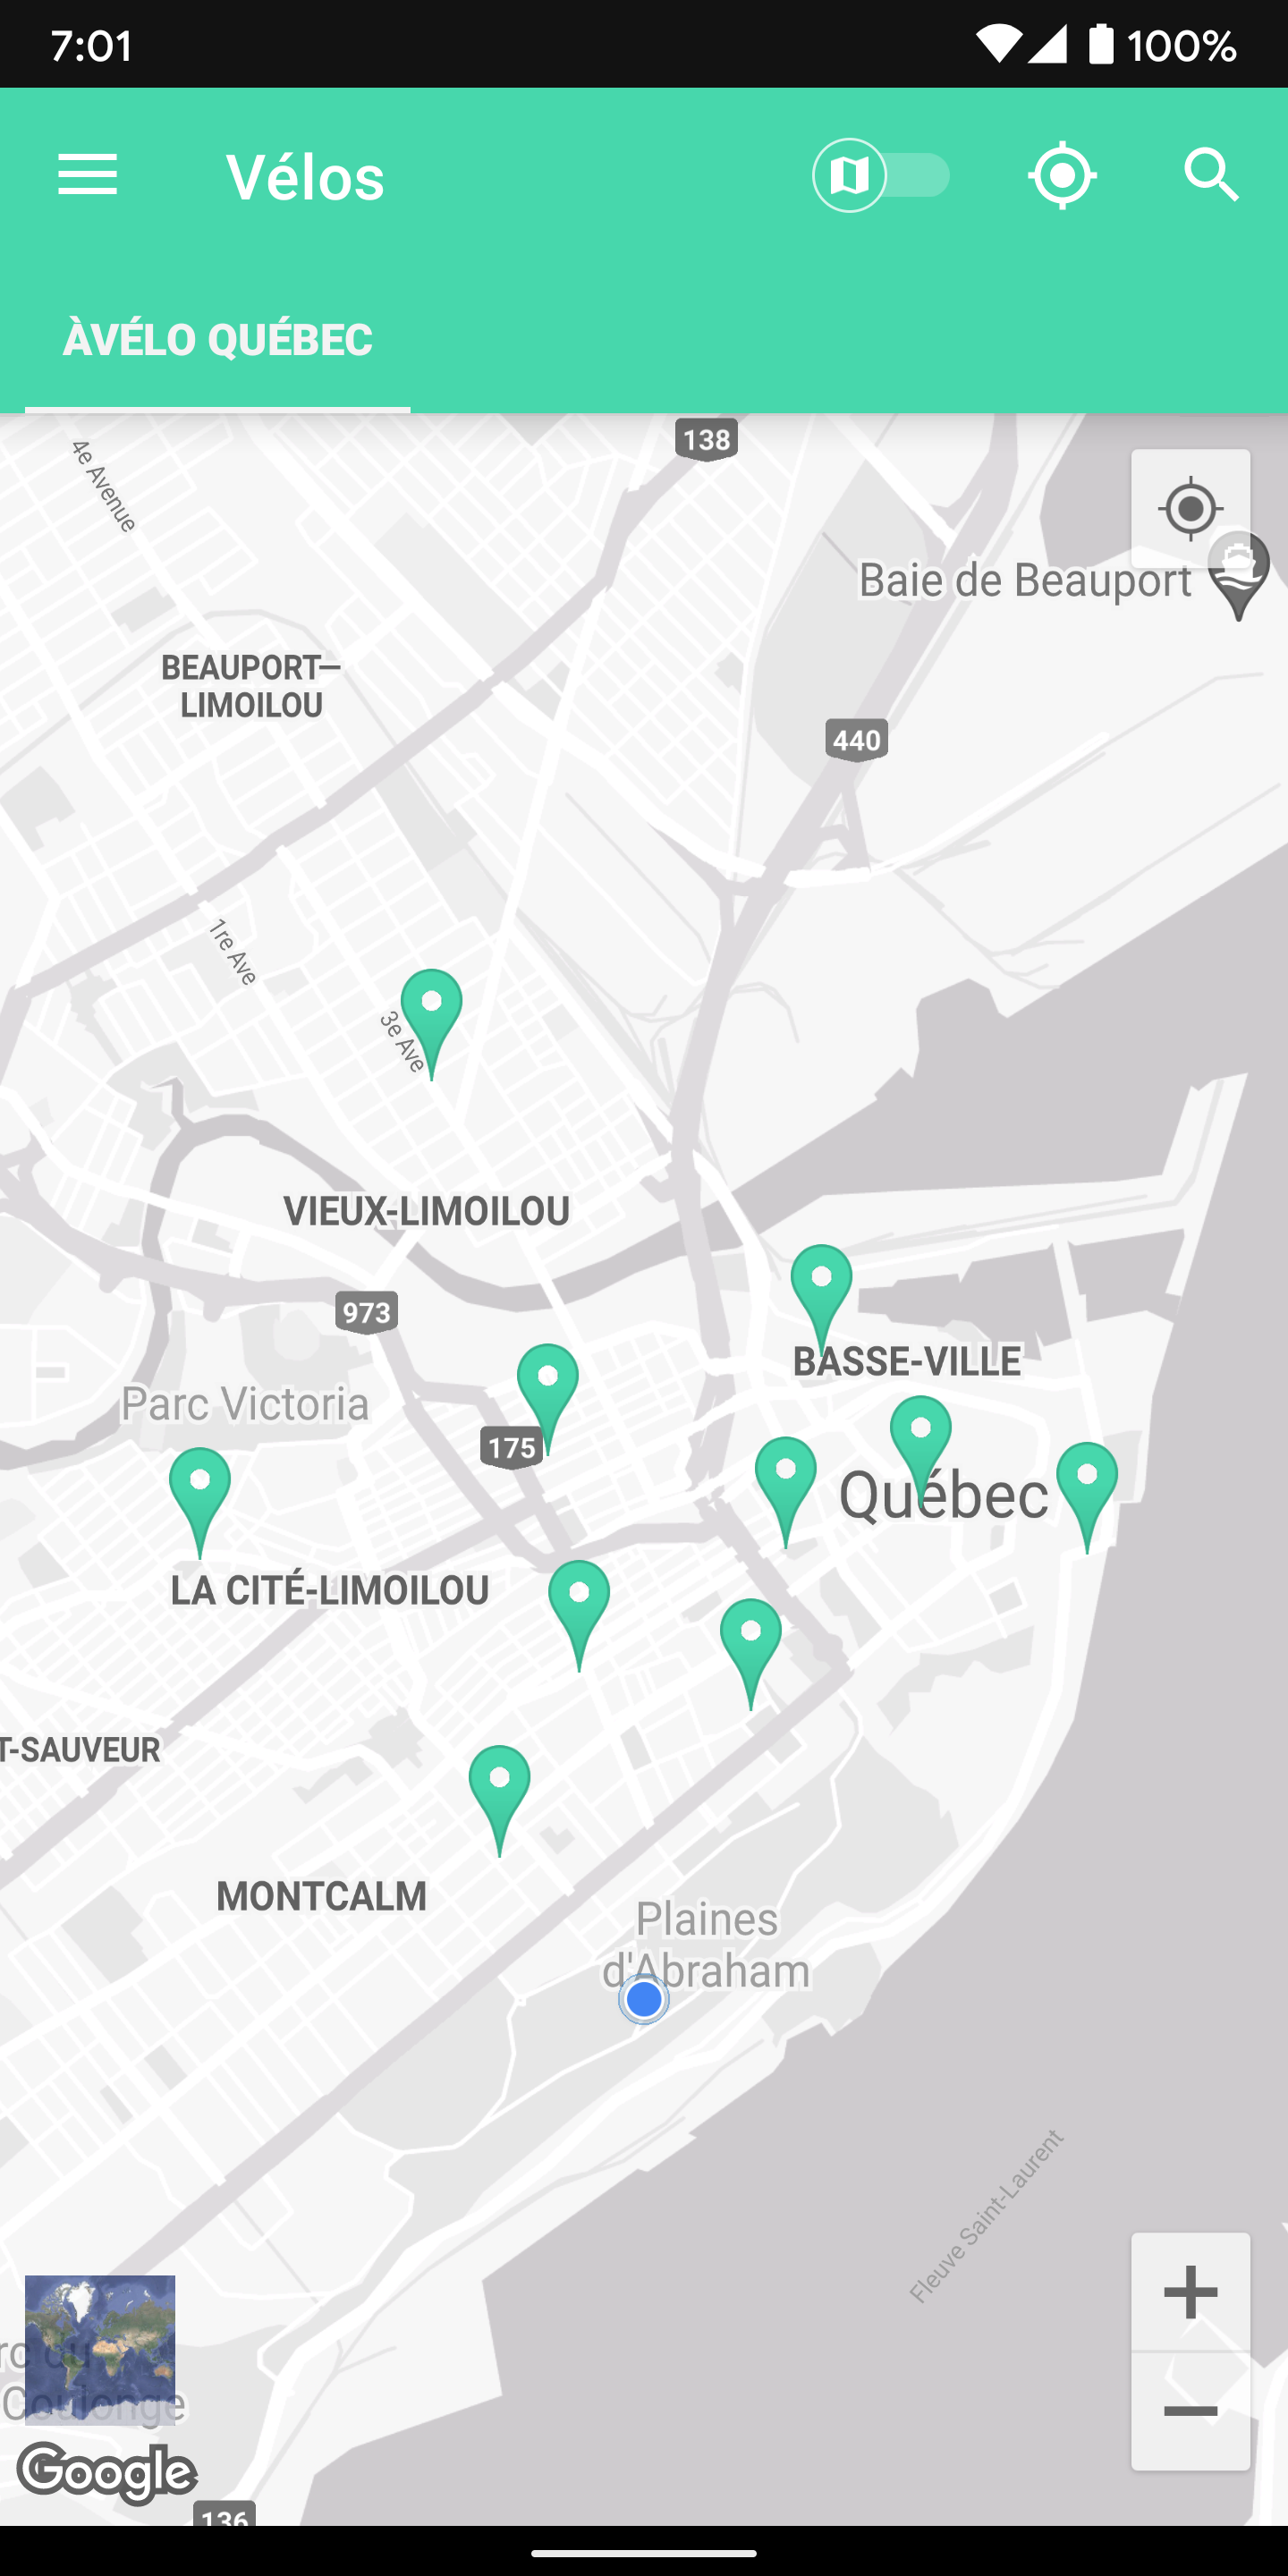 7:01
100%
Vélos
ÀVÉLO QUÉBEC
4e Avenue
138
Baie de Beauport
BEAUPORT–
LIMOILOU
440
1re Ave
3e Ave
VIEUX-LIMOILOU
973
BASSE-VILLE
Parc Victoria
175
Québec
LA CITÉ-LIMOILOU
T-SAUVEUR
MONTCALM
Plaines
d'Abraham
Fleuve Saint-Laurent
rc du
Coulonge
Google
136